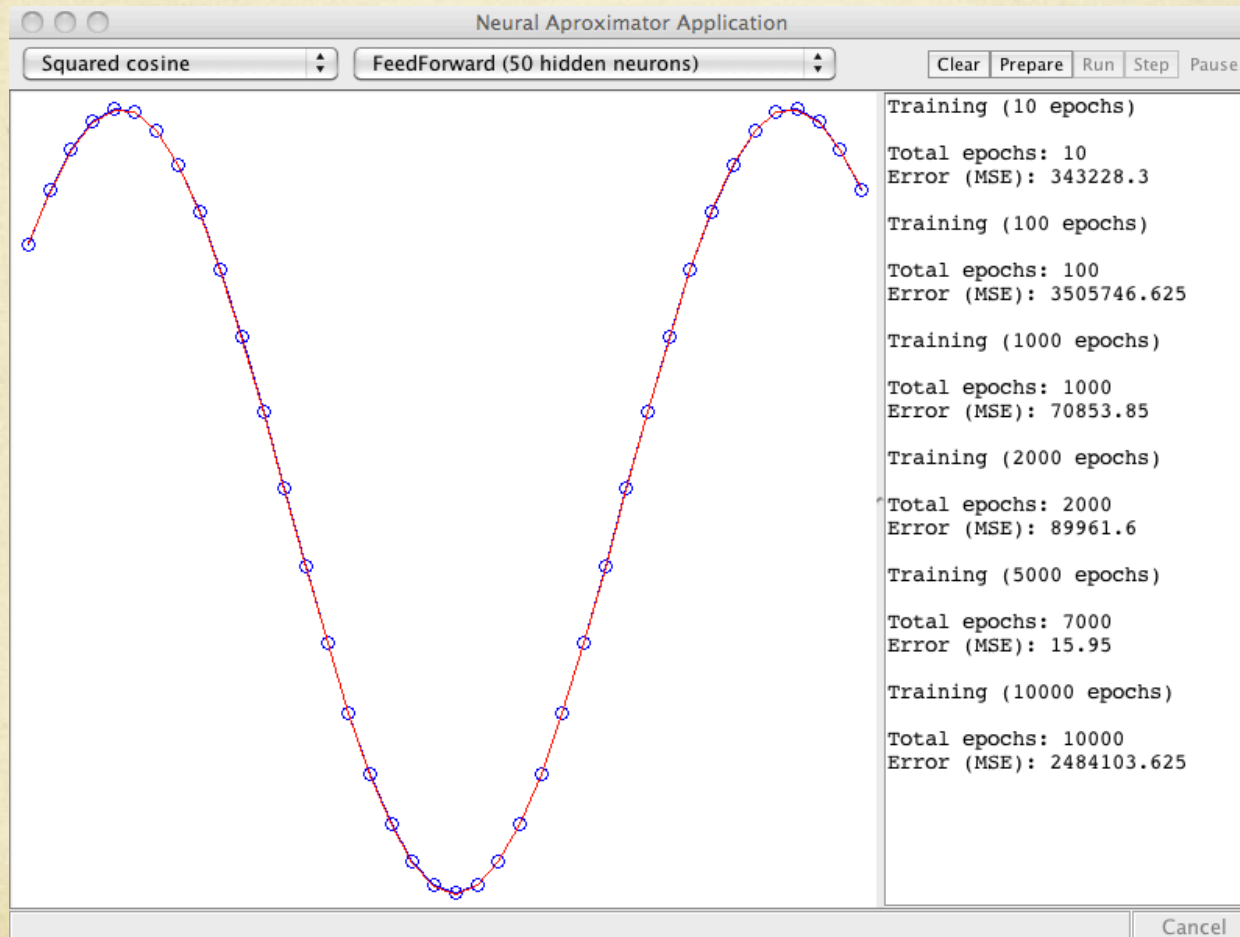 Neural Aproximator Application
Squared cosine
FeedForward (50 hidden neurons)
Clear Prepare Run Step Pause
Training (10 epochs)
Total epochs: 10
Error (MSE): 343228.3
Training (100 epochs)
Total epochs: 100
Error (MSE): 3505746.625
Training (1000 epochs)
Total epochs: 1000
Error (MSE): 70853.85
Training (2000 epochs)
Total epochs: 2000
Error (MSE): 89961.6
Training (5000 epochs)
Total epochs: 7000
Error (MSE): 15.95
Training (10000 epochs)
Total epochs: 10000
Error (MSE): 2484103.625
Cancel